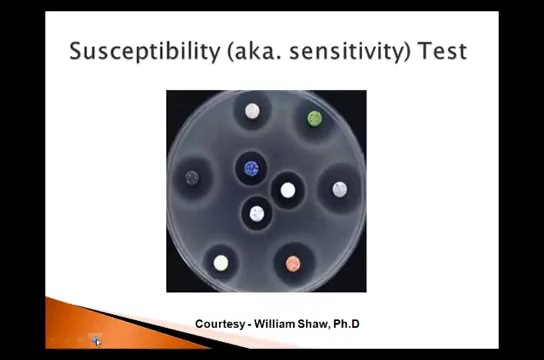 Susceptibility (aka. sensitivity) Test
Courtesy - William Shaw, Ph.D